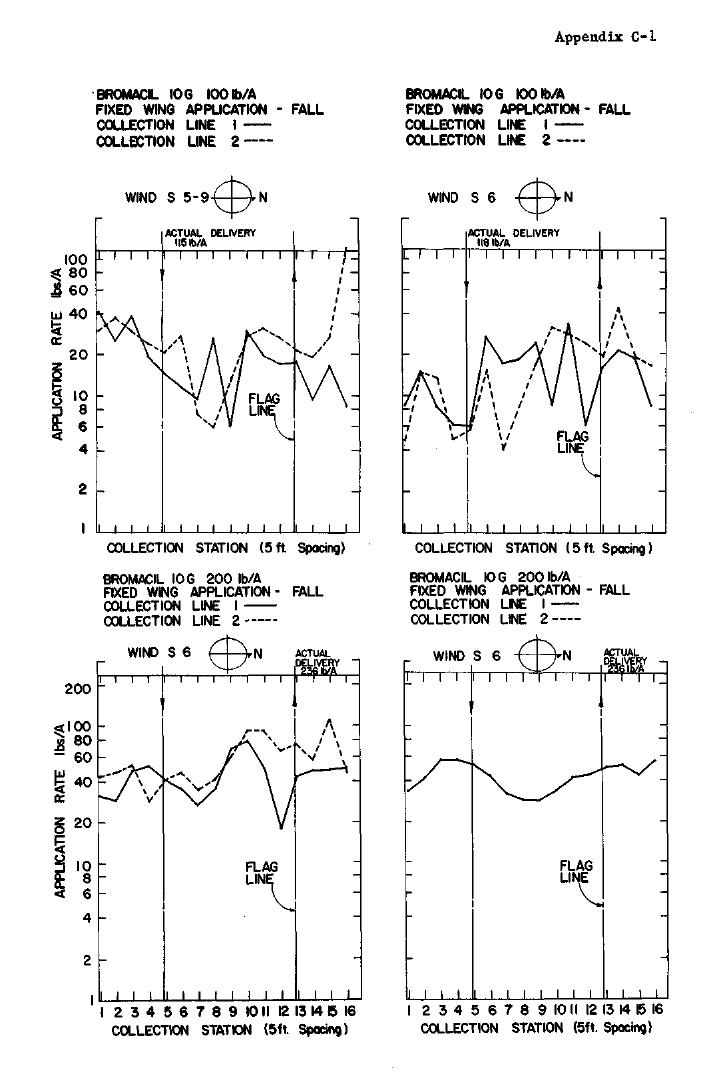 Appendix C-1
BROMACIL 10 G 100 lb/A
FIXED WING APPLICATION - FALL
COLLECTION LINE 1 —
COLLECTION LINE 2 ----
WIND S 5-9
N
ACTUAL DELIVERY
115 lb/A
APPLICATION RATE lbs/A
100
80
60
40
20
10
8
6
4
2
1
FLAG
LINE
COLLECTION STATION (5 ft. Spacing)
BROMACIL 10 G 100 lb/A
FIXED WING APPLICATION - FALL
COLLECTION LINE 1 —
COLLECTION LINE 2 ----
WIND S 6
N
ACTUAL DELIVERY
118 lb/A
FLAG
LINE
COLLECTION STATION (5 ft. Spacing)
BROMACIL 10 G 200 lb/A
FIXED WING APPLICATION - FALL
COLLECTION LINE 1 —
COLLECTION LINE 2 -----
WIND S 6
N
ACTUAL
DELIVERY
236 lb/A
APPLICATION RATE lbs/A
200
100
80
60
40
20
10
8
6
4
2
1
FLAG
LINE
1 2 3 4 5 6 7 8 9 10 11 12 13 14 15 16
COLLECTION STATION (5ft. Spacing)
BROMACIL 10 G 200 lb/A
FIXED WING APPLICATION - FALL
COLLECTION LINE 1 —
COLLECTION LINE 2 ----
WIND S 6
N
ACTUAL
DELIVERY
236 lb/A
FLAG
LINE
1 2 3 4 5 6 7 8 9 10 11 12 13 14 15 16
COLLECTION STATION (5ft. Spacing)